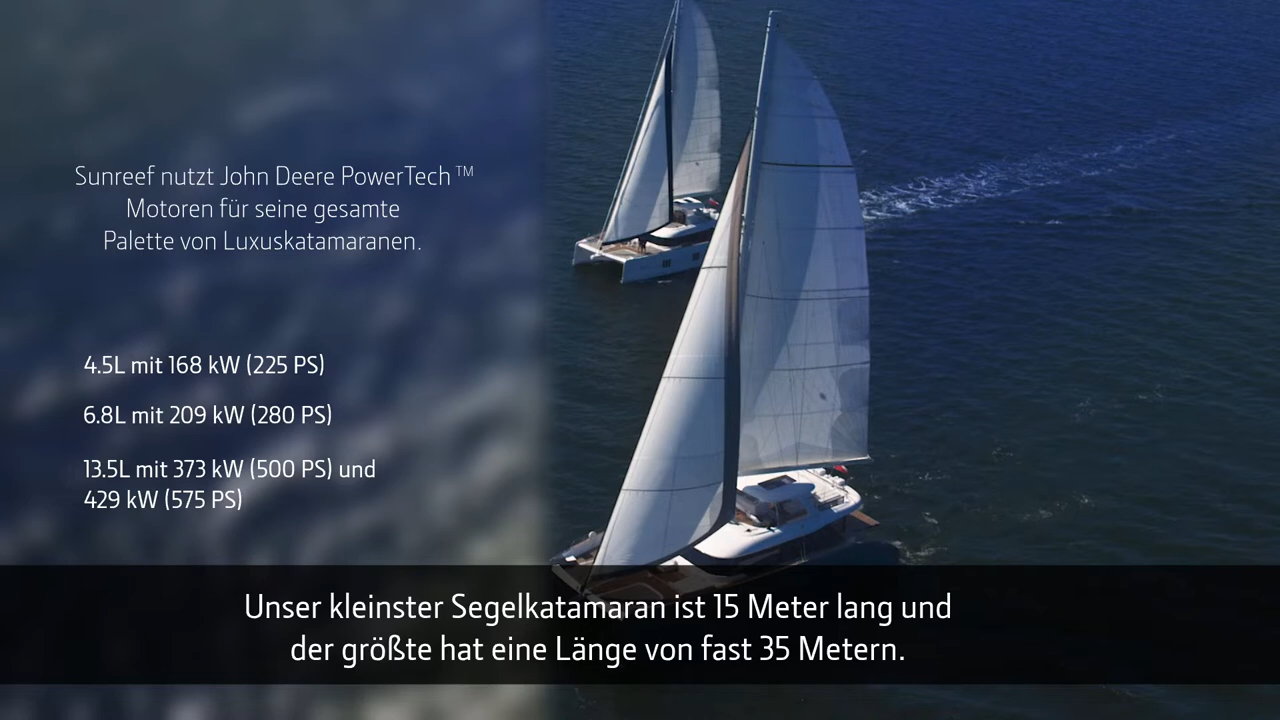 Sunreef nutzt John Deere PowerTech™
Motoren für seine gesamte
Palette von Luxuskatamaranen.
4.5L mit 168 kW (225 PS)
6.8L mit 209 kW (280 PS)
13.5L mit 373 kW (500 PS) und
429 kW (575 PS)
Unser kleinster Segelkatamaran ist 15 Meter lang und
der größte hat eine Länge von fast 35 Metern.